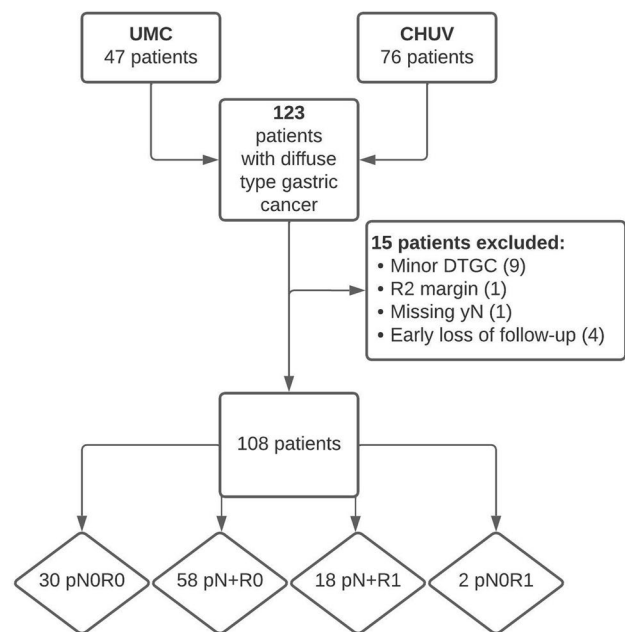 UMC
47 patients
CHUV
76 patients
123
patients
with diffuse
type gastric
cancer
15 patients excluded:
• Minor DTGC (9)
• R2 margin (1)
• Missing yN (1)
• Early loss of follow-up (4)
108 patients
30 pN0R0
58 pN+R0
18 pN+R1
2 pN0R1